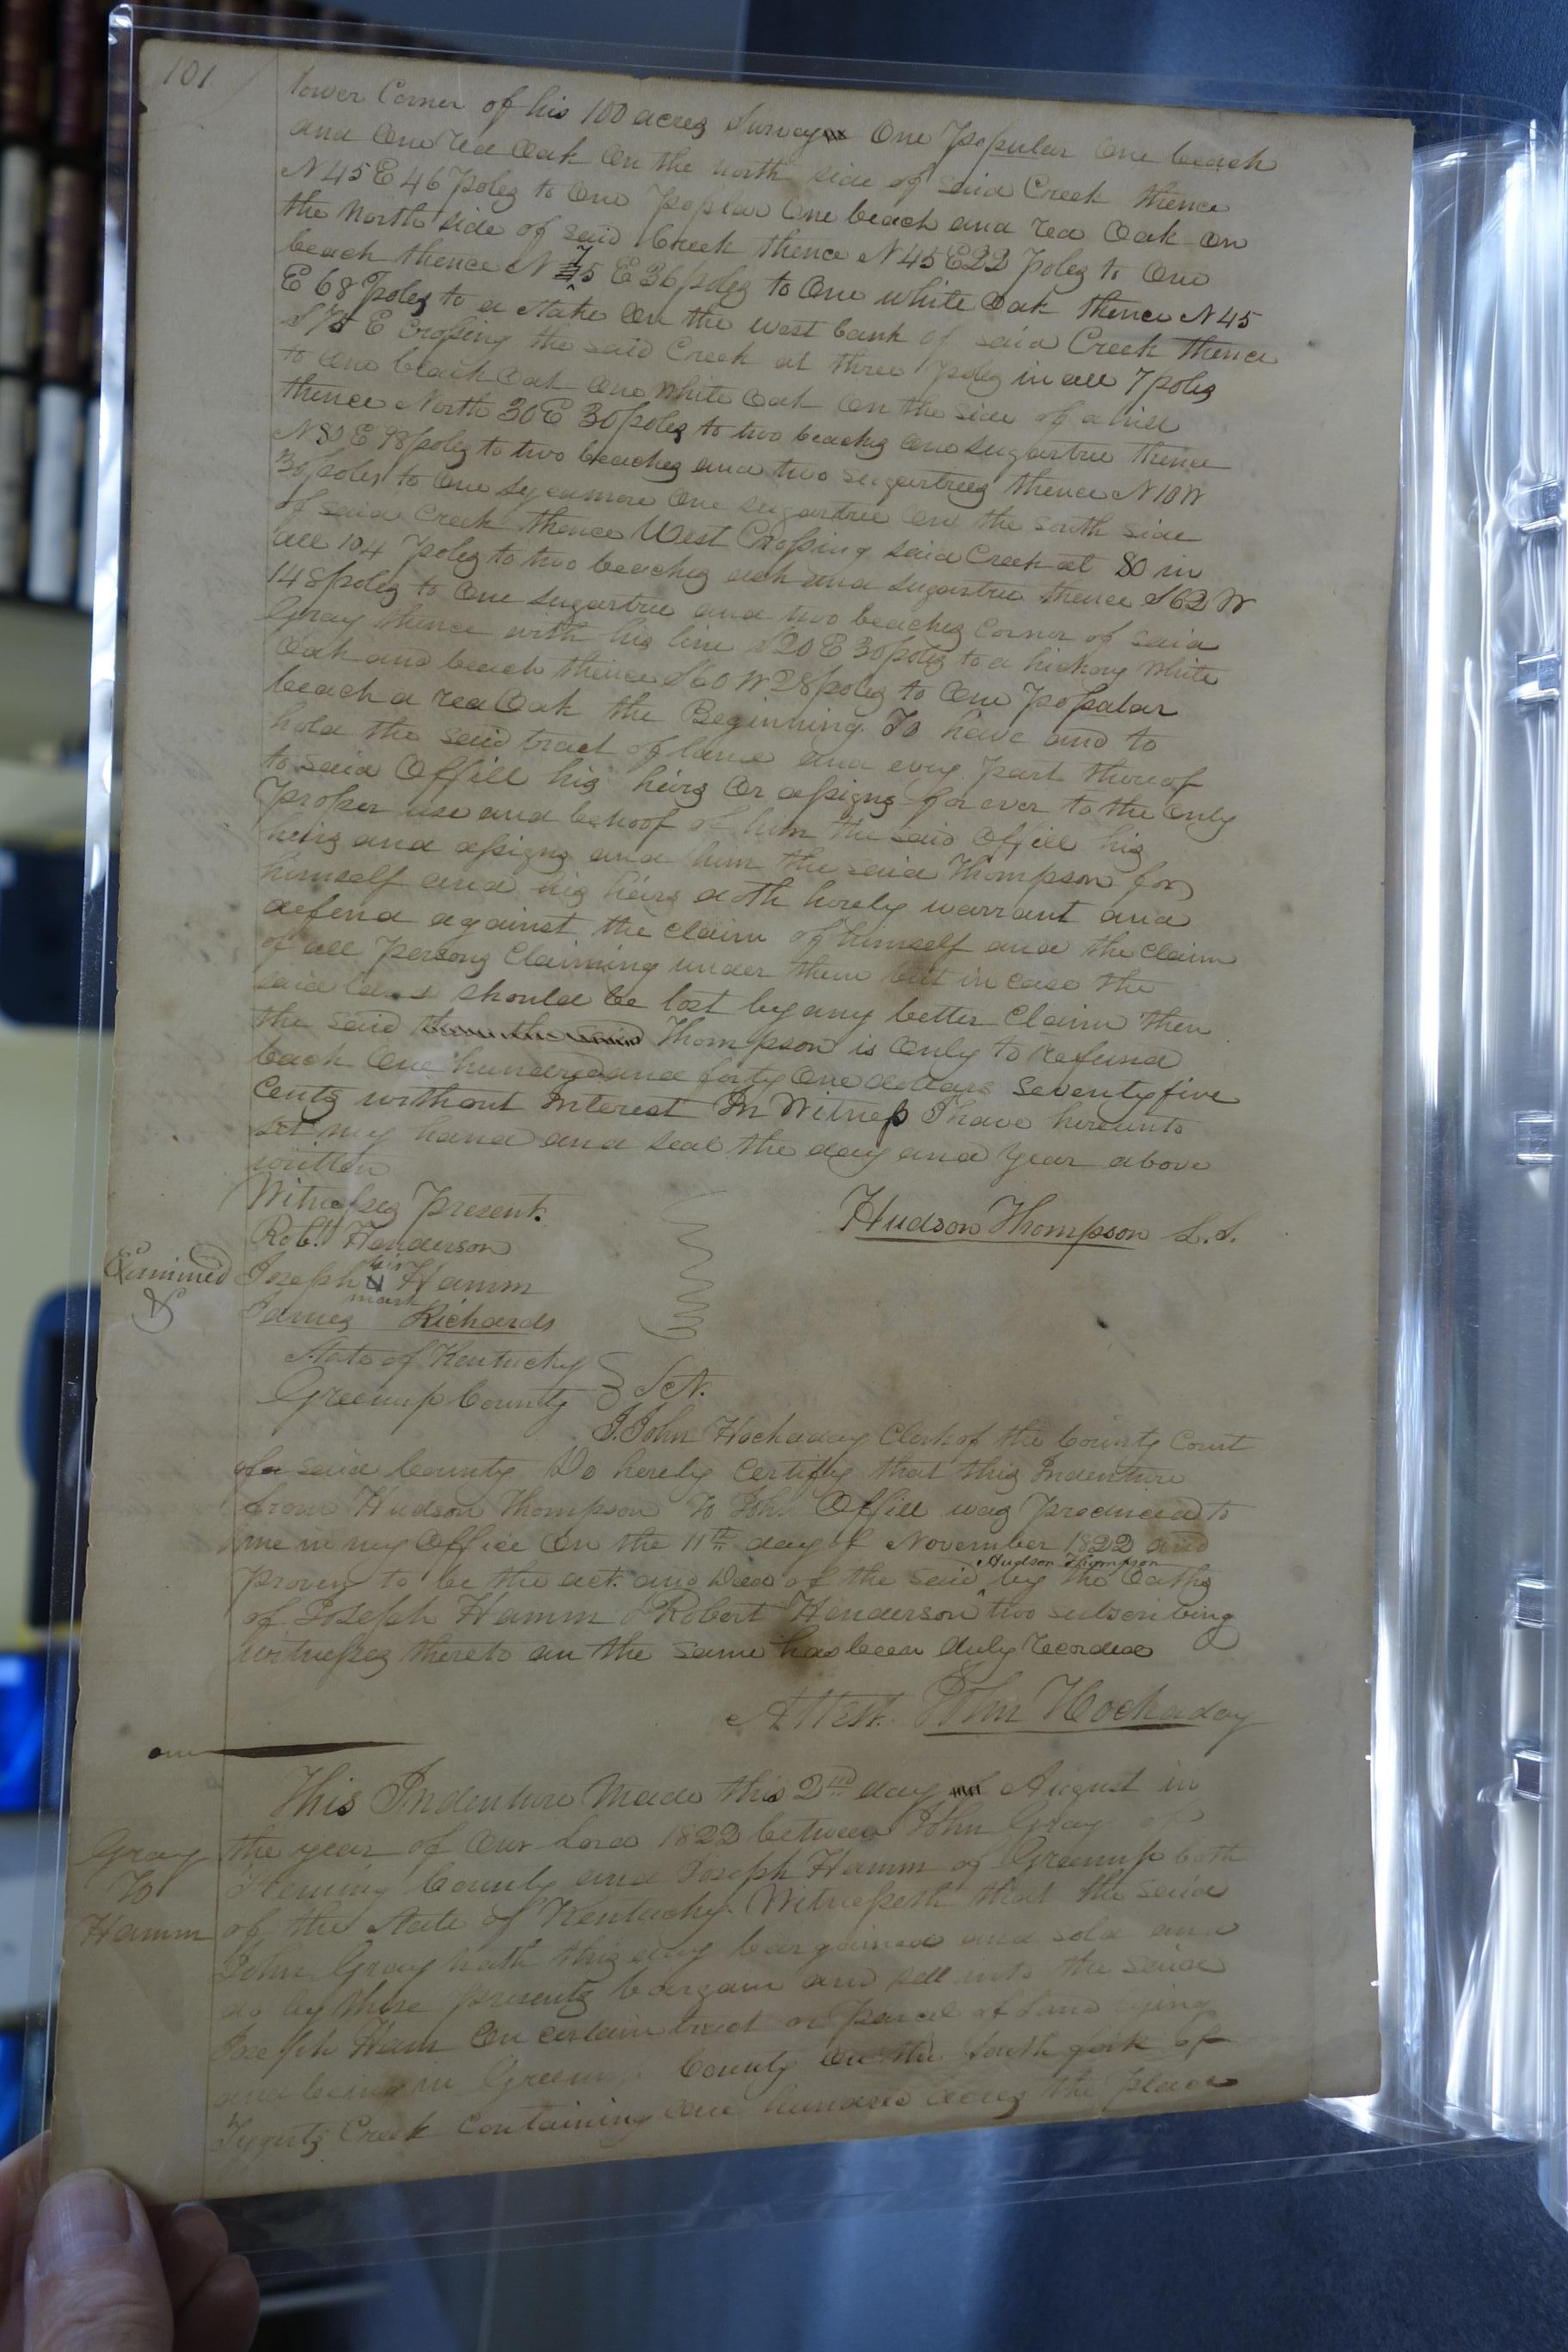 101
lower Corner of his 100 acres Survey One Popular One beach
and One red Oak On the north side of said Creek thence
N 45 E 46 Poles to One Poplar One beach and red Oak On
the North side of said Creek thence N 45 E 22 poles to One
beach thence N 75 E 36 poles to One white Oak thence N 45
E 68 Poles to a Stake On the west bank of said Creek thence
S 75 E Crossing the said Creek at three poles in all 7 poles
to One black Oak One White Oak On the side of a hill
thence North 30 E 30 poles to two beaches One sugartree thence
N 80 E 98 poles to two beaches and two sugartrees thence N 10 W
30 poles to One sycamore One sugartree On the south side
of said Creek thence West Crossing said Creek at 80 in
all 104 poles to two beaches ash and sugartree thence S 62 W
148 poles to One sugartree and two beaches Corner of said
Gray thence with his line S 20 E 30 poles to a hickory White
Oak and beach thence S 60 W 28 poles to One Popalar
beach a red Oak the Beginning. To have and to
hold the said tract of land and evry part thereof
to said Offill his heirs Or assigns for ever to the Only
Proper use and behoof of him the said Offill his
heirs and assigns and him the said Thompson for
himself and his heirs doth hereby warrant and
defend against the claim of himself and the claim
of all Persons Claiming under them but in case the
said should be lost by any better Claim then
the said Thompson is Only to Refund
back One hundred and forty One dollars Seventy five
Cents without Interest In Witness I have hereunto
set my hand and seal the day and Year above
written
Witnesses Present.
Hudson Thompson L.S.
Robt. Henderson
Examined
his
Joseph N Hamm
mark
James Richards
State of Kentucky
Greenup County } Sct.
I. John Hockaday Clerk of the County Court
for said County Do hereby Certify that this Indenture
from Hudson Thompson To John Offill was Produced to
me in my Office On the 11th day of November 1822 and
Hudson Thompson
Proven to be the act. and Deed of the said by the Oaths
of Joseph Hamm & Robert Henderson two subscribing
witnesses thereto an the same has been duly recorded
Attest. John Hockaday
This Indenture Made this 2nd day of August in
Gray the year of Our Lord 1822 between John Gray of
To Fleming County and Joseph Hamm of Greenup both
Hamm of the State of Kentucky. Witnesseth that the said
John Gray hath this day bargained and sold and
do by these presents bargain and sell unto the said
Joseph Ham On certain tract or Parcel of Land lying
and being in Greenup County On the South fork of
Tygerts Creek Containing One hundred acres the place